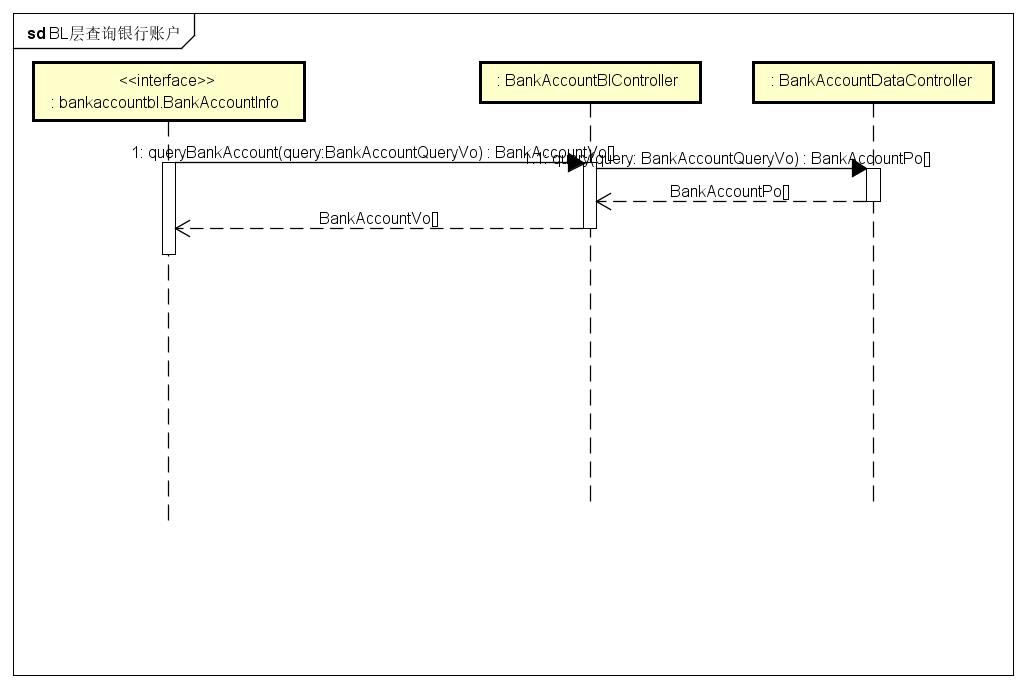 sd BL层查询银行账户
<<interface>>
: bankaccountbl.BankAccountInfo
: BankAccountBlController
: BankAccountDataController
1: queryBankAccount(query:BankAccountQueryVo) : BankAccountVo[]
1.1: query(query: BankAccountQueryVo) : BankAccountPo[]
BankAccountPo[]
BankAccountVo[]